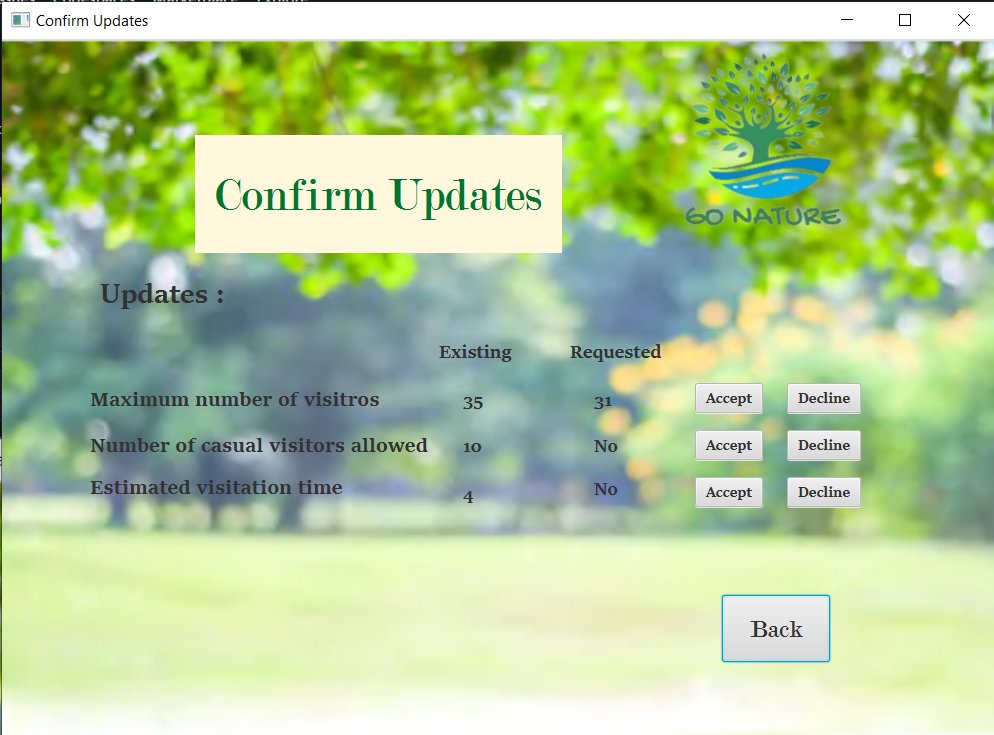 Confirm Updates
GO NATURE
Confirm Updates
Updates :
Existing Requested
Maximum number of visitros 35 31 Accept Decline
Number of casual visitors allowed 10 No Accept Decline
Estimated visitation time 4 No Accept Decline
Back